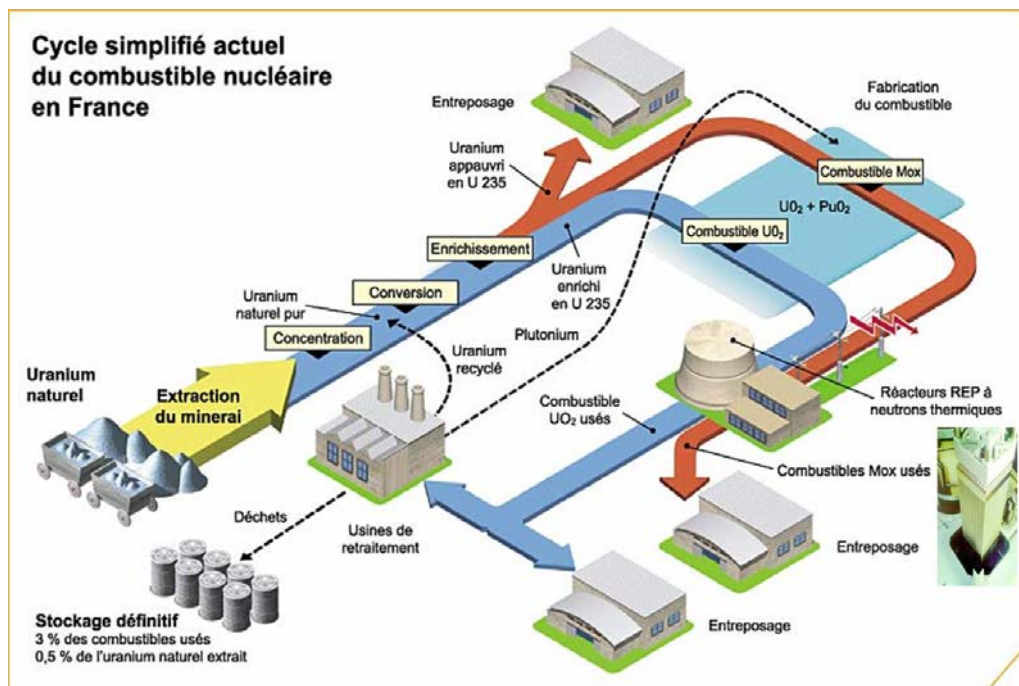 Cycle simplifié actuel
du combustible nucléaire
en France
Entreposage
Fabrication
du combustible
Uranium
appauvri
en U 235
Combustible Mox
U0₂ + Pu0₂
Combustible U0₂
Enrichissement
Uranium
enrichi
en U 235
Conversion
Uranium
naturel pur
Concentration
Plutonium
Uranium
recyclé
Uranium
naturel
Extraction
du minerai
Réacteurs REP à
neutrons thermiques
Combustible
UO₂ usés
Combustibles Mox usés
Déchets
Usines de
retraitement
Entreposage
Stockage définitif
3 % des combustibles usés
0,5 % de l'uranium naturel extrait
Entreposage